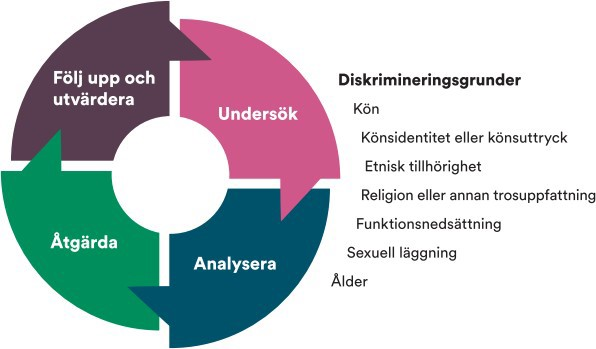 Följ upp och
utvärdera
Undersök
Åtgärda
Analysera
Diskrimineringsgrunder
Kön
Könsidentitet eller könsuttryck
Etnisk tillhörighet
Religion eller annan trosuppfattning
Funktionsnedsättning
Sexuell läggning
Ålder